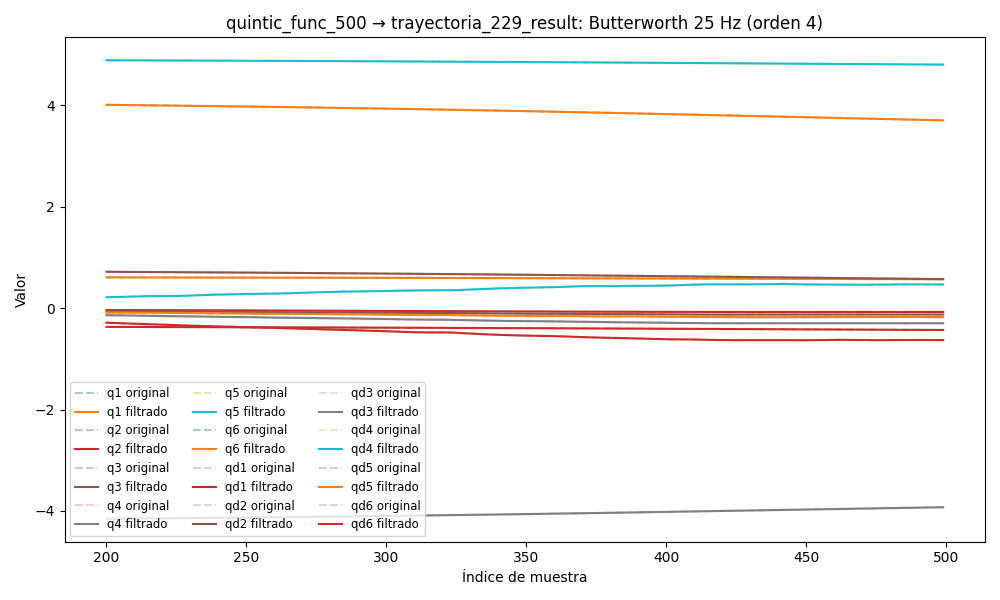 quintic_func_500 → trayectoria_229_result: Butterworth 25 Hz (orden 4)
Valor
4
2
0
−2
−4
q1 original
q1 filtrado
q2 original
q2 filtrado
q3 original
q3 filtrado
q4 original
q4 filtrado
q5 original
q5 filtrado
q6 original
q6 filtrado
qd1 original
qd1 filtrado
qd2 original
qd2 filtrado
qd3 original
qd3 filtrado
qd4 original
qd4 filtrado
qd5 original
qd5 filtrado
qd6 original
qd6 filtrado
200
250
300
350
400
450
500
Índice de muestra